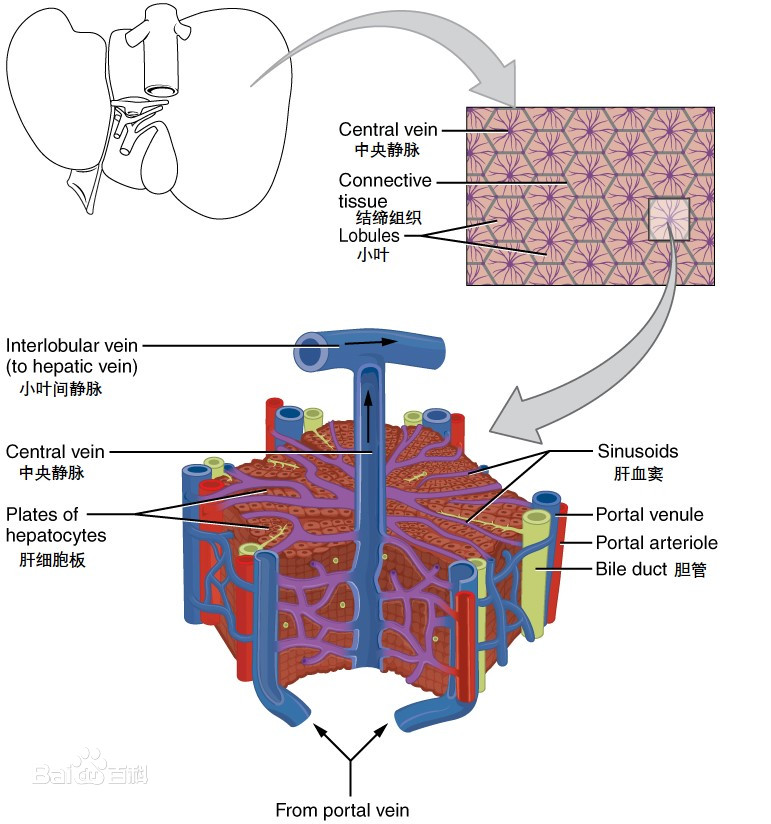 Central vein
中央静脉
Connective
tissue
结缔组织
Lobules
小叶
Interlobular vein
(to hepatic vein)
小叶间静脉
Central vein
中央静脉
Plates of
hepatocytes
肝细胞板
Sinusoids
肝血窦
Portal venule
Portal arteriole
Bile duct 胆管
From portal vein
Bai百科